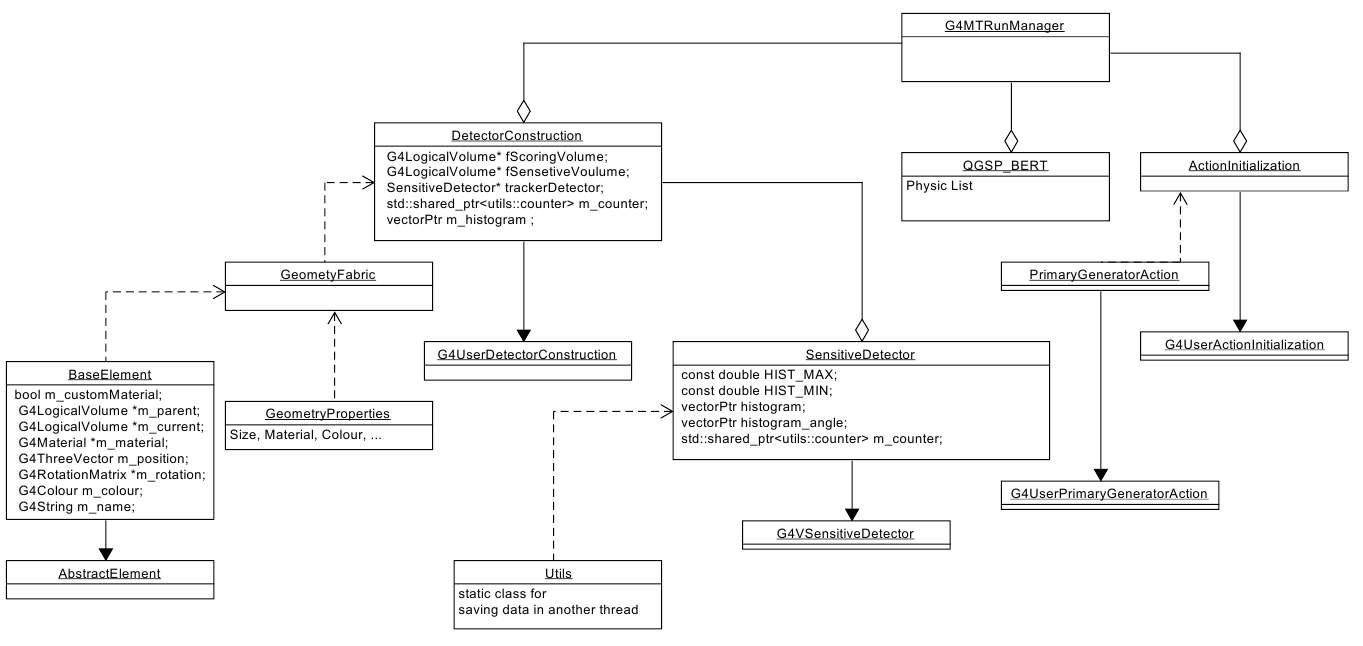 G4MTRunManager
DetectorConstruction
G4LogicalVolume* fScoringVolume;
G4LogicalVolume* fSensetiveVoulume;
SensitiveDetector* trackerDetector;
std::shared_ptr<utils::counter> m_counter;
vectorPtr m_histogram ;
QGSP_BERT
Physic List
ActionInitialization
GeometyFabric
PrimaryGeneratorAction
G4UserDetectorConstruction
G4UserActionInitialization
SensitiveDetector
const double HIST_MAX;
const double HIST_MIN;
vectorPtr histogram;
vectorPtr histogram_angle;
std::shared_ptr<utils::counter> m_counter;
BaseElement
bool m_customMaterial;
G4LogicalVolume *m_parent;
G4LogicalVolume *m_current;
G4Material *m_material;
G4ThreeVector m_position;
G4RotationMatrix *m_rotation;
G4Colour m_colour;
G4String m_name;
GeometryProperties
Size, Material, Colour, ...
G4UserPrimaryGeneratorAction
G4VSensitiveDetector
AbstractElement
Utils
static class for
saving data in another thread